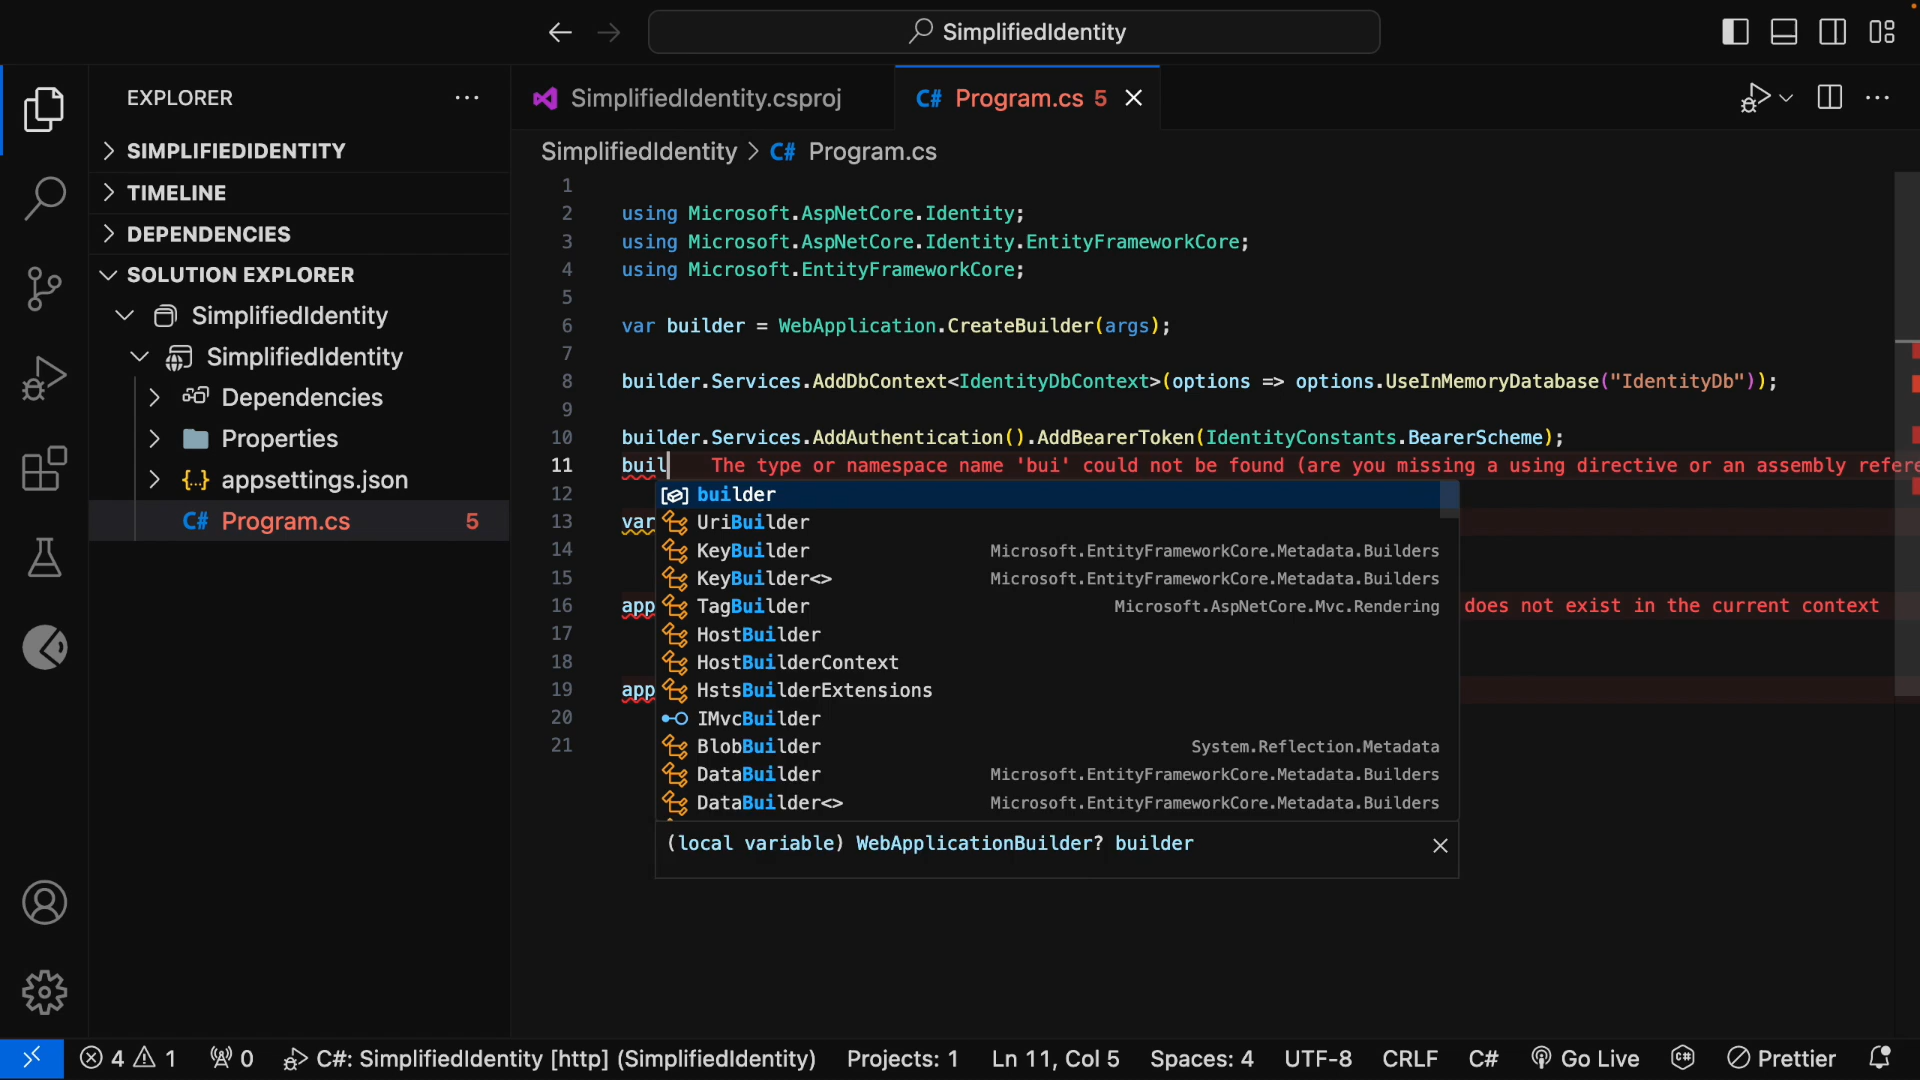 SimplifiedIdentity
EXPLORER
SIMPLIFIEDIDENTITY
TIMELINE
DEPENDENCIES
SOLUTION EXPLORER
SimplifiedIdentity
SimplifiedIdentity
Dependencies
Properties
{..} appsettings.json
C# Program.cs 5
SimplifiedIdentity.csproj
C# Program.cs 5
SimplifiedIdentity > C# Program.cs
1
2 using Microsoft.AspNetCore.Identity;
3 using Microsoft.AspNetCore.Identity.EntityFrameworkCore;
4 using Microsoft.EntityFrameworkCore;
5
6 var builder = WebApplication.CreateBuilder(args);
7
8 builder.Services.AddDbContext<IdentityDbContext>(options => options.UseInMemoryDatabase("IdentityDb"));
9
10 builder.Services.AddAuthentication().AddBearerToken(IdentityConstants.BearerScheme);
11 buil The type or namespace name 'bui' could not be found (are you missing a using directive or an assembly refere
12
13 var
14
15
16 app does not exist in the current context
17
18
19 app
20
21
builder
UriBuilder
KeyBuilder Microsoft.EntityFrameworkCore.Metadata.Builders
KeyBuilder<> Microsoft.EntityFrameworkCore.Metadata.Builders
TagBuilder Microsoft.AspNetCore.Mvc.Rendering
HostBuilder
HostBuilderContext
HstsBuilderExtensions
IMvcBuilder
BlobBuilder System.Reflection.Metadata
DataBuilder Microsoft.EntityFrameworkCore.Metadata.Builders
DataBuilder<> Microsoft.EntityFrameworkCore.Metadata.Builders
(local variable) WebApplicationBuilder? builder
4 1 0 C#: SimplifiedIdentity [http] (SimplifiedIdentity) Projects: 1 Ln 11, Col 5 Spaces: 4 UTF-8 CRLF C# Go Live Prettier